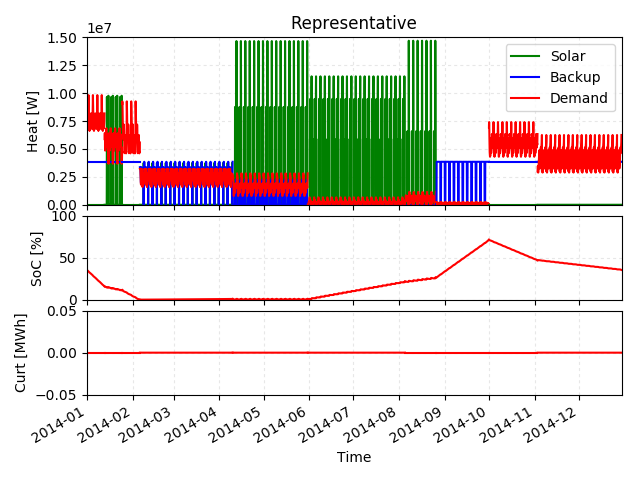 Representative
1e7
1.50
1.25
1.00
0.75
0.50
0.25
0.00
Heat [W]
Solar
Backup
Demand
100
50
0
SoC [%]
0.05
0.00
−0.05
Curt [MWh]
2014-01
2014-02
2014-03
2014-04
2014-05
2014-06
2014-07
2014-08
2014-09
2014-10
2014-11
2014-12
Time